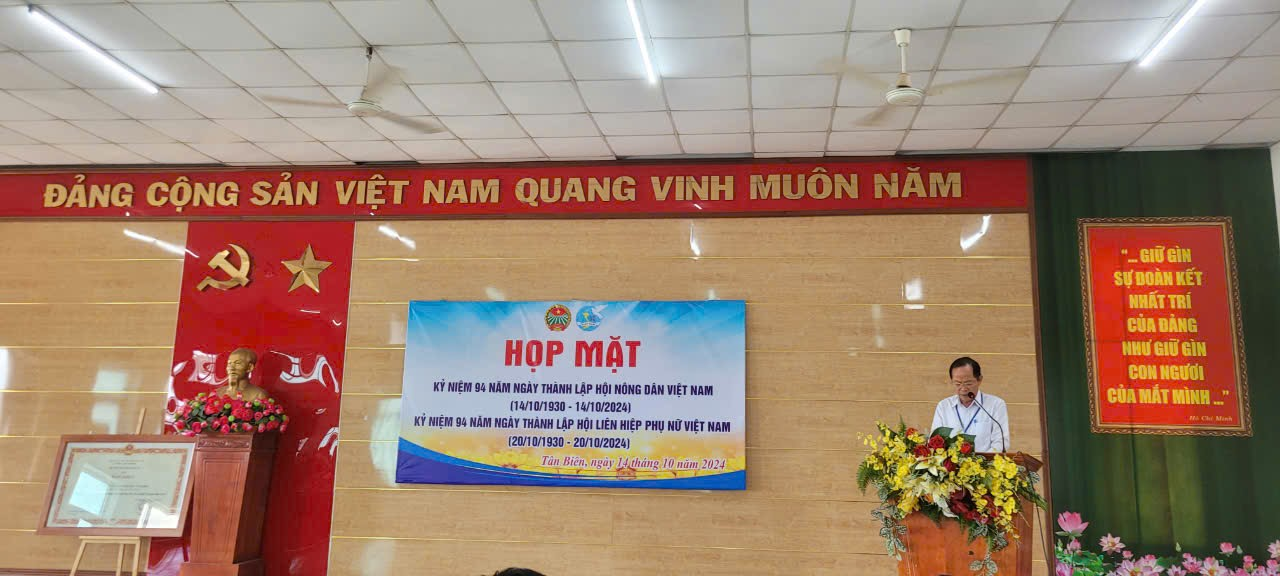 ĐẢNG CỘNG SẢN VIỆT NAM QUANG VINH MUÔN NĂM
HỌP MẶT
KỶ NIỆM 94 NĂM NGÀY THÀNH LẬP HỘI NÔNG DÂN VIỆT NAM
(14/10/1930 - 14/10/2024)
KỶ NIỆM 94 NĂM NGÀY THÀNH LẬP HỘI LIÊN HIỆP PHỤ NỮ VIỆT NAM
(20/10/1930 - 20/10/2024)
Tân Biên, ngày 14 tháng 10 năm 2024
“... GIỮ GÌN
SỰ ĐOÀN KẾT
NHẤT TRÍ
CỦA ĐẢNG
NHƯ GIỮ GÌN
CON NGƯƠI
CỦA MẮT MÌNH ...”
Hồ Chí Minh